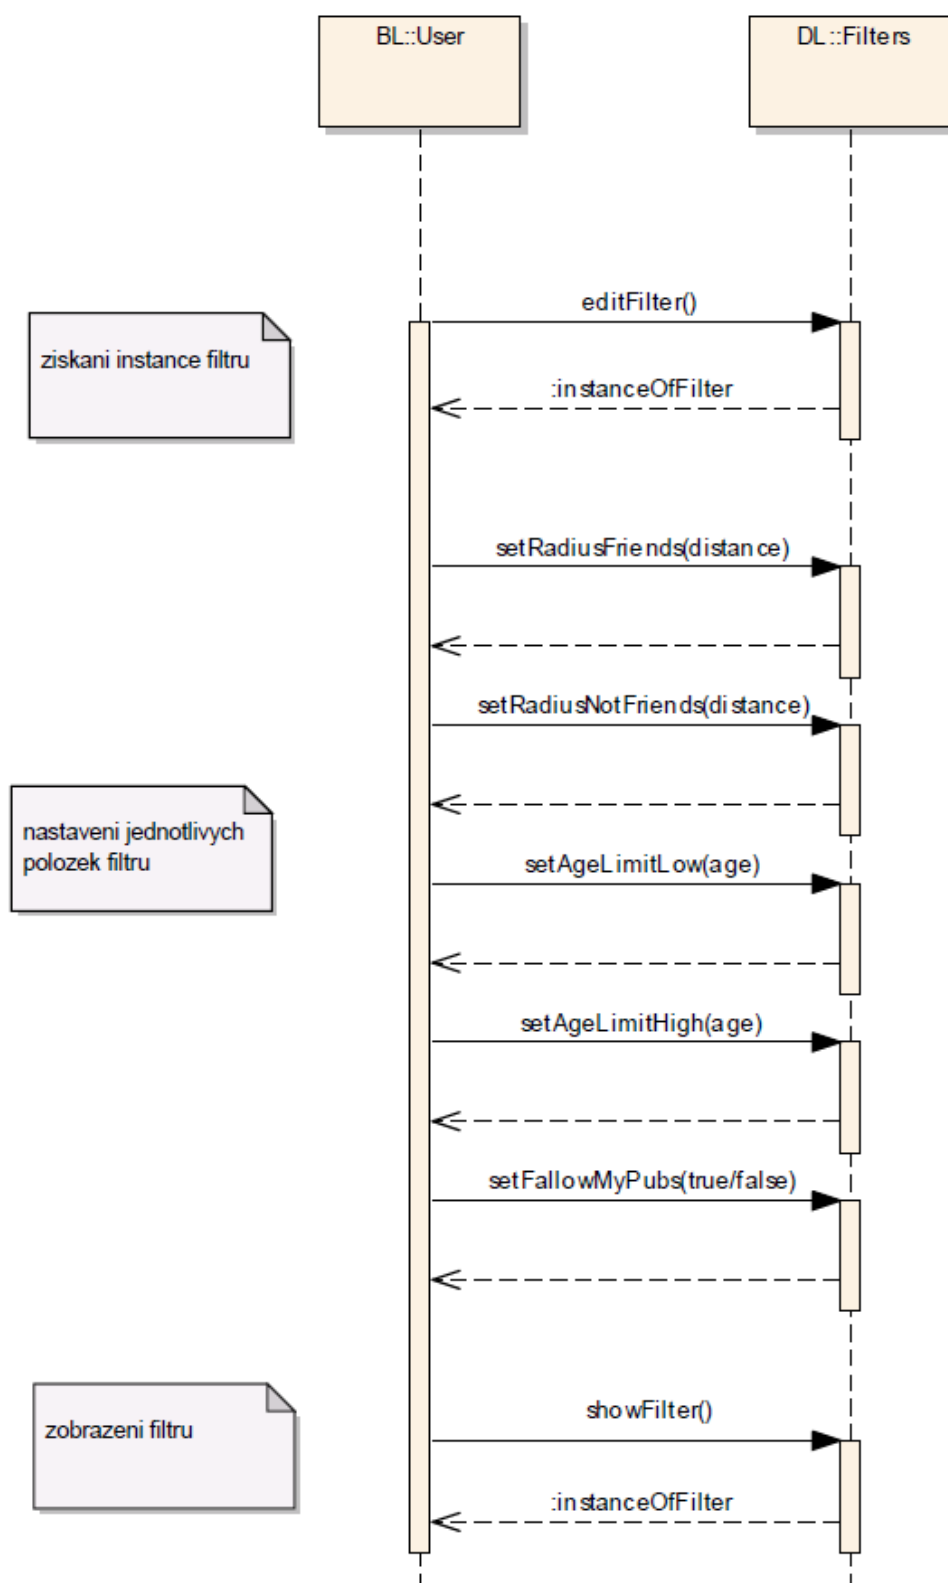 BL::User
DL::Filters
editFilter()
ziskani instance filtru
:instanceOfFilter
setRadiusFriends(distance)
setRadiusNotFriends(distance)
nastaveni jednotlivych
polozek filtru
setAgeLimitLow(age)
setAgeLimitHigh(age)
setFallowMyPubs(true/false)
showFilter()
zobrazeni filtru
:instanceOfFilter